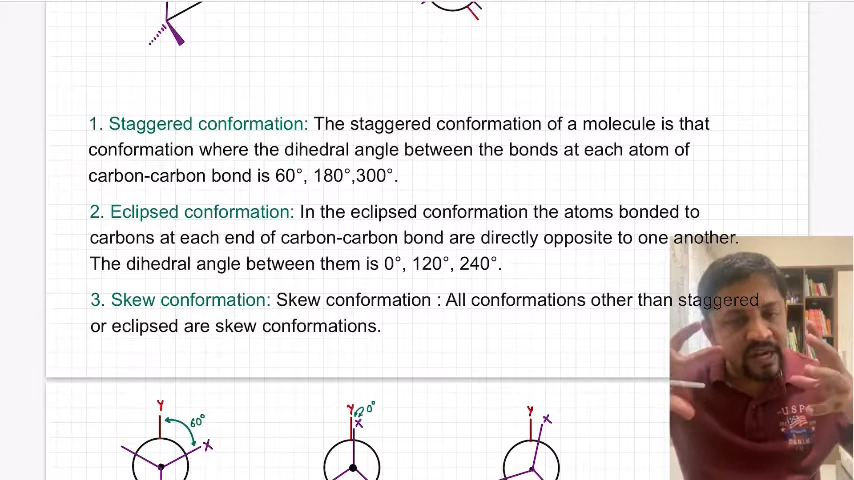 1. Staggered conformation: The staggered conformation of a molecule is that
conformation where the dihedral angle between the bonds at each atom of
carbon-carbon bond is 60°, 180°,300°.
2. Eclipsed conformation: In the eclipsed conformation the atoms bonded to
carbons at each end of carbon-carbon bond are directly opposite to one another.
The dihedral angle between them is 0°, 120°, 240°.
3. Skew conformation: Skew conformation : All conformations other than staggered
or eclipsed are skew conformations.
Y 60° X
Y 0° X
Y X
U.S.P